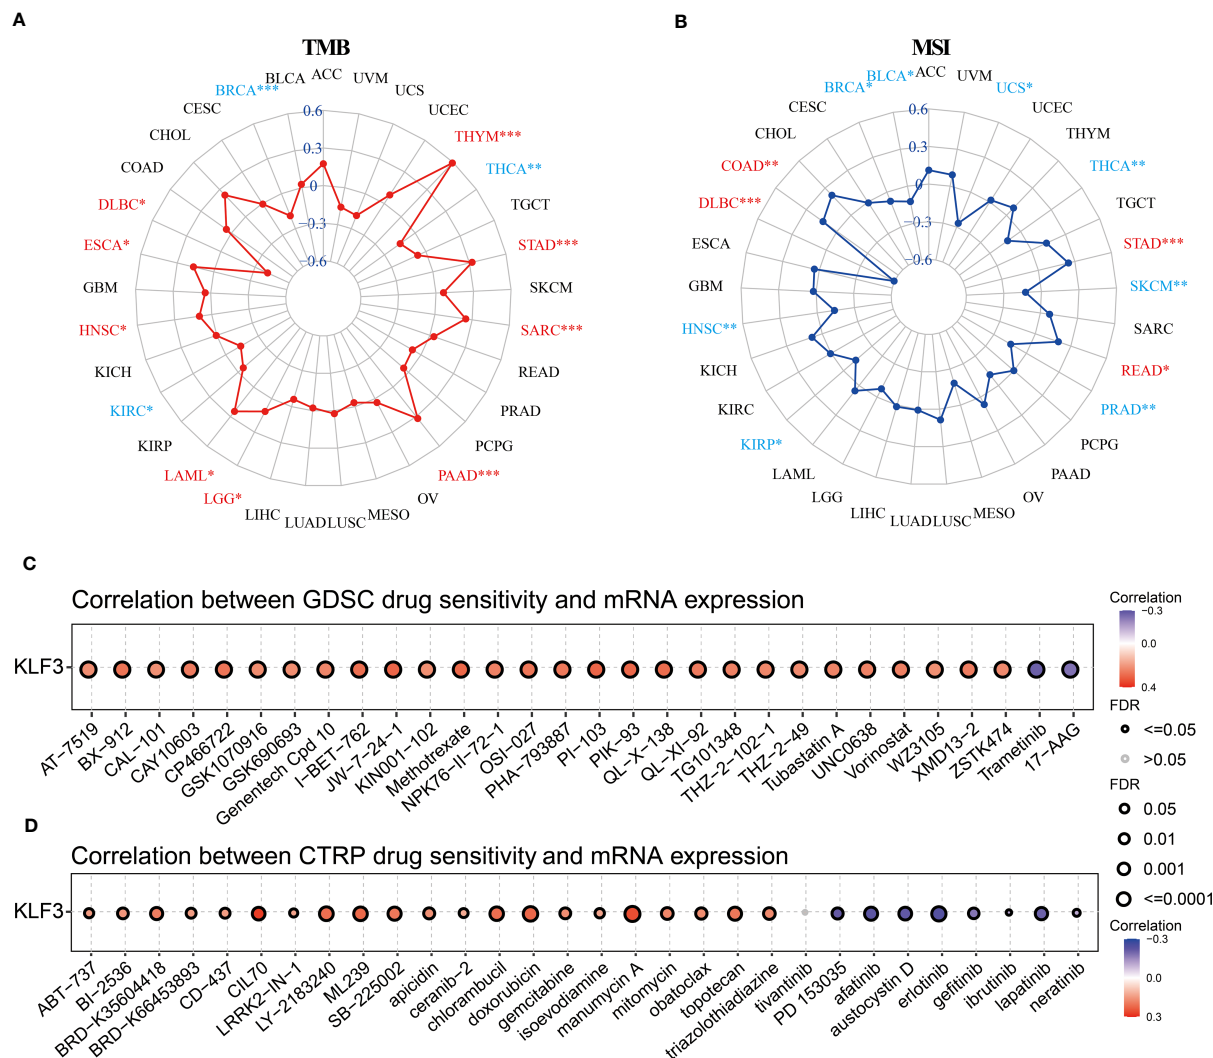 A
B
TMB
MSI
ACC
UVM
UCS
UCEC
THYM***
THCA**
TGCT
STAD***
SKCM
SARC***
READ
PRAD
PCPG
PAAD***
OV
MESO
LUSC
LUAD
LIHC
LGG*
LAML*
KIRP
KIRC*
KICH
HNSC*
GBM
ESCA*
DLBC*
COAD
CHOL
CESC
BRCA***
BLCA
0.6
0.3
0
−0.3
−0.6
ACC
UVM
UCS*
UCEC
THYM
THCA**
TGCT
STAD***
SKCM**
SARC
READ*
PRAD**
PCPG
PAAD
OV
MESO
LUSC
LUAD
LIHC
LGG
LAML
KIRP*
KIRC
KICH
HNSC**
GBM
ESCA
DLBC***
COAD**
CHOL
CESC
BRCA*
BLCA*
0.6
0.3
0
−0.3
−0.6
C
Correlation between GDSC drug sensitivity and mRNA expression
KLF3
AT−7519
BX−912
CAL−101
CAY10603
CP466722
GSK1070916
GSK690693
Genentech Cpd 10
I−BET−762
JW−7−24−1
KIN001−102
Methotrexate
NPK76−II−72−1
OSI−027
PHA−793887
PI−103
PIK−93
QL−X−138
QL−XI−92
TG101348
THZ−2−102−1
THZ−2−49
Tubastatin A
UNC0638
Vorinostat
WZ3105
XMD13−2
ZSTK474
Trametinib
17−AAG
Correlation
−0.3
0.0
0.4
FDR
<=0.05
>0.05
FDR
0.05
0.01
0.001
<=0.0001
Correlation
−0.3
0.0
0.3
D
Correlation between CTRP drug sensitivity and mRNA expression
KLF3
ABT−737
BI−2536
BRD−K35604418
BRD−K66453893
CD−437
CIL70
LRRK2−IN−1
LY−2183240
ML239
SB−225002
apicidin
ceranib−2
chlorambucil
doxorubicin
gemcitabine
isoevodiamine
manumycin A
mitomycin
obatoclax
topotecan
triazolothiadiazine
tivantinib
PD 153035
afatinib
austocystin D
erlotinib
gefitinib
ibrutinib
lapatinib
neratinib